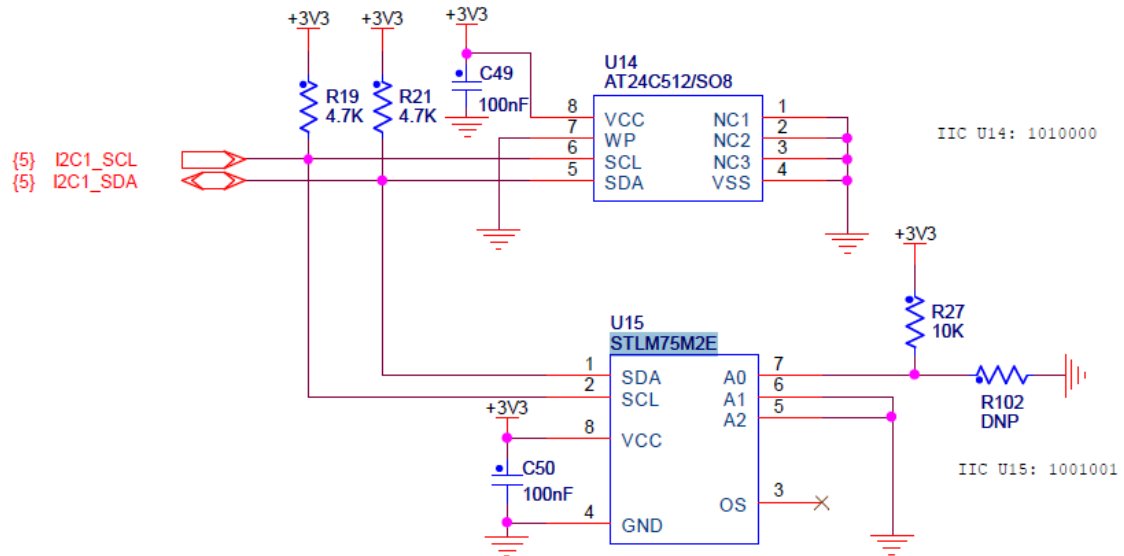 +3V3
+3V3
+3V3
R19
4.7K
R21
4.7K
C49
100nF
U14
AT24C512/SO8
8 VCC NC1 1
7 WP NC2 2
6 SCL NC3 3
5 SDA VSS 4
IIC U14: 1010000
{5} I2C1_SCL
{5} I2C1_SDA
+3V3
R27
10K
U15
STLM75M2E
1 SDA A0 7
2 SCL A1 6
A2 5
R102
DNP
+3V3
8 VCC
C50
100nF
IIC U15: 1001001
OS 3
4 GND